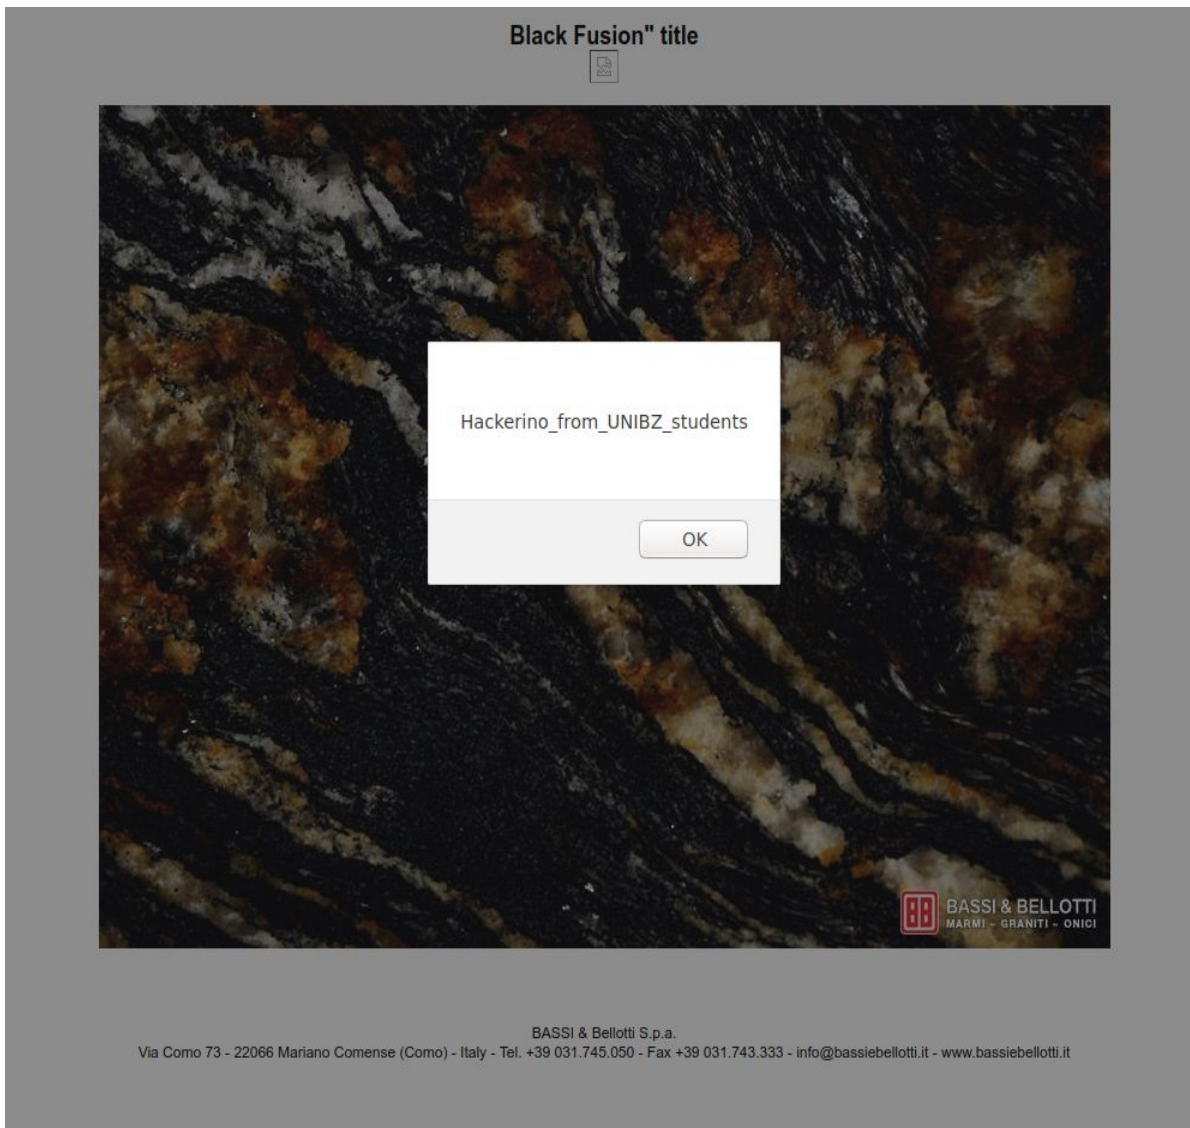 Black Fusion" title
Hackerino_from_UNIBZ_students
OK
BASSI & BELLOTTI
MARMI - GRANITI - ONICI
BASSI & Bellotti S.p.a.
Via Como 73 - 22066 Mariano Comense (Como) - Italy - Tel. +39 031.745.050 - Fax +39 031.743.333 - info@bassiebellotti.it - www.bassiebellotti.it